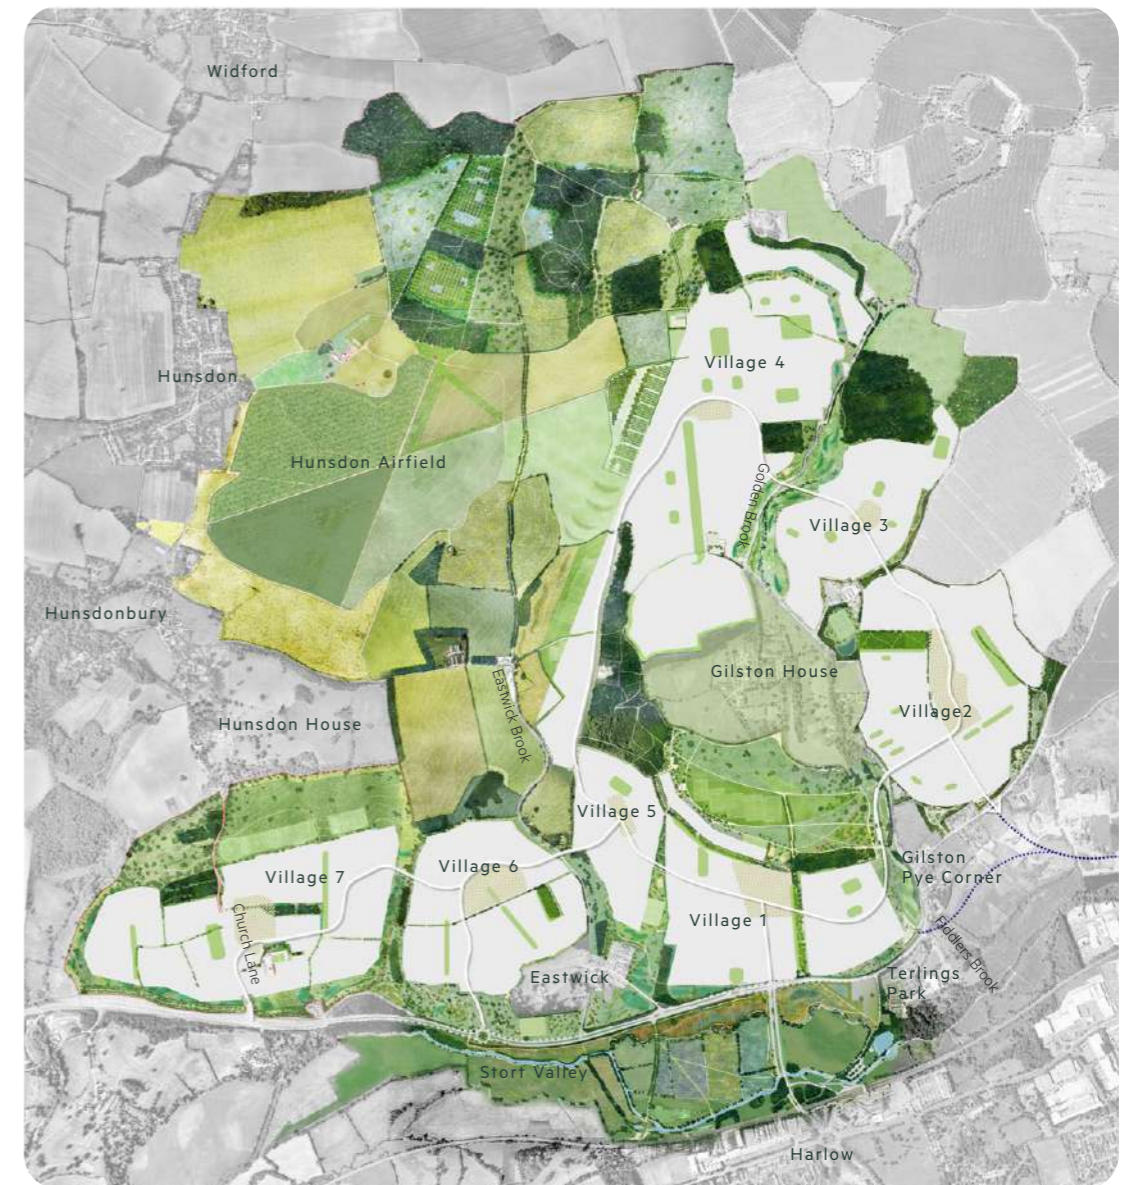 Widford
Hunsdon
Village 4
Hunsdon Airfield
Golden Brook
Village 3
Hunsdonbury
Gilston House
Eastwick Brook
Village2
Hunsdon House
Village 5
Village 6
Village 7
Gilston
Pye Corner
Church Lane
Village 1
Fiddlers Brook
Eastwick
Terlings
Park
Stort Valley
Harlow